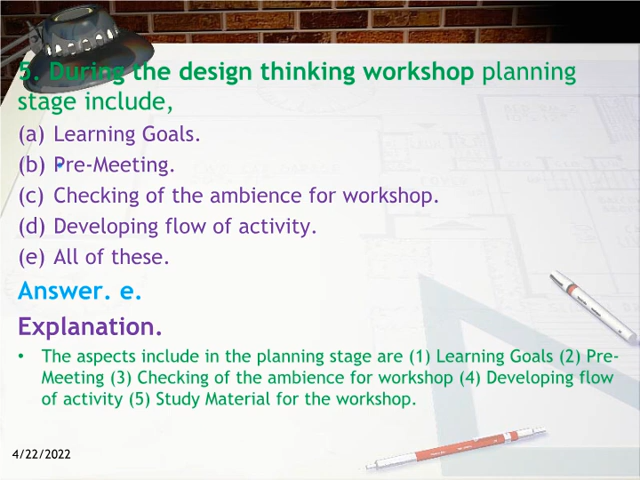 5. During the design thinking workshop planning
stage include,
(a) Learning Goals.
(b) Pre-Meeting.
(c) Checking of the ambience for workshop.
(d) Developing flow of activity.
(e) All of these.
Answer. e.
Explanation.
• The aspects include in the planning stage are (1) Learning Goals (2) Pre-
Meeting (3) Checking of the ambience for workshop (4) Developing flow
of activity (5) Study Material for the workshop.
4/22/2022